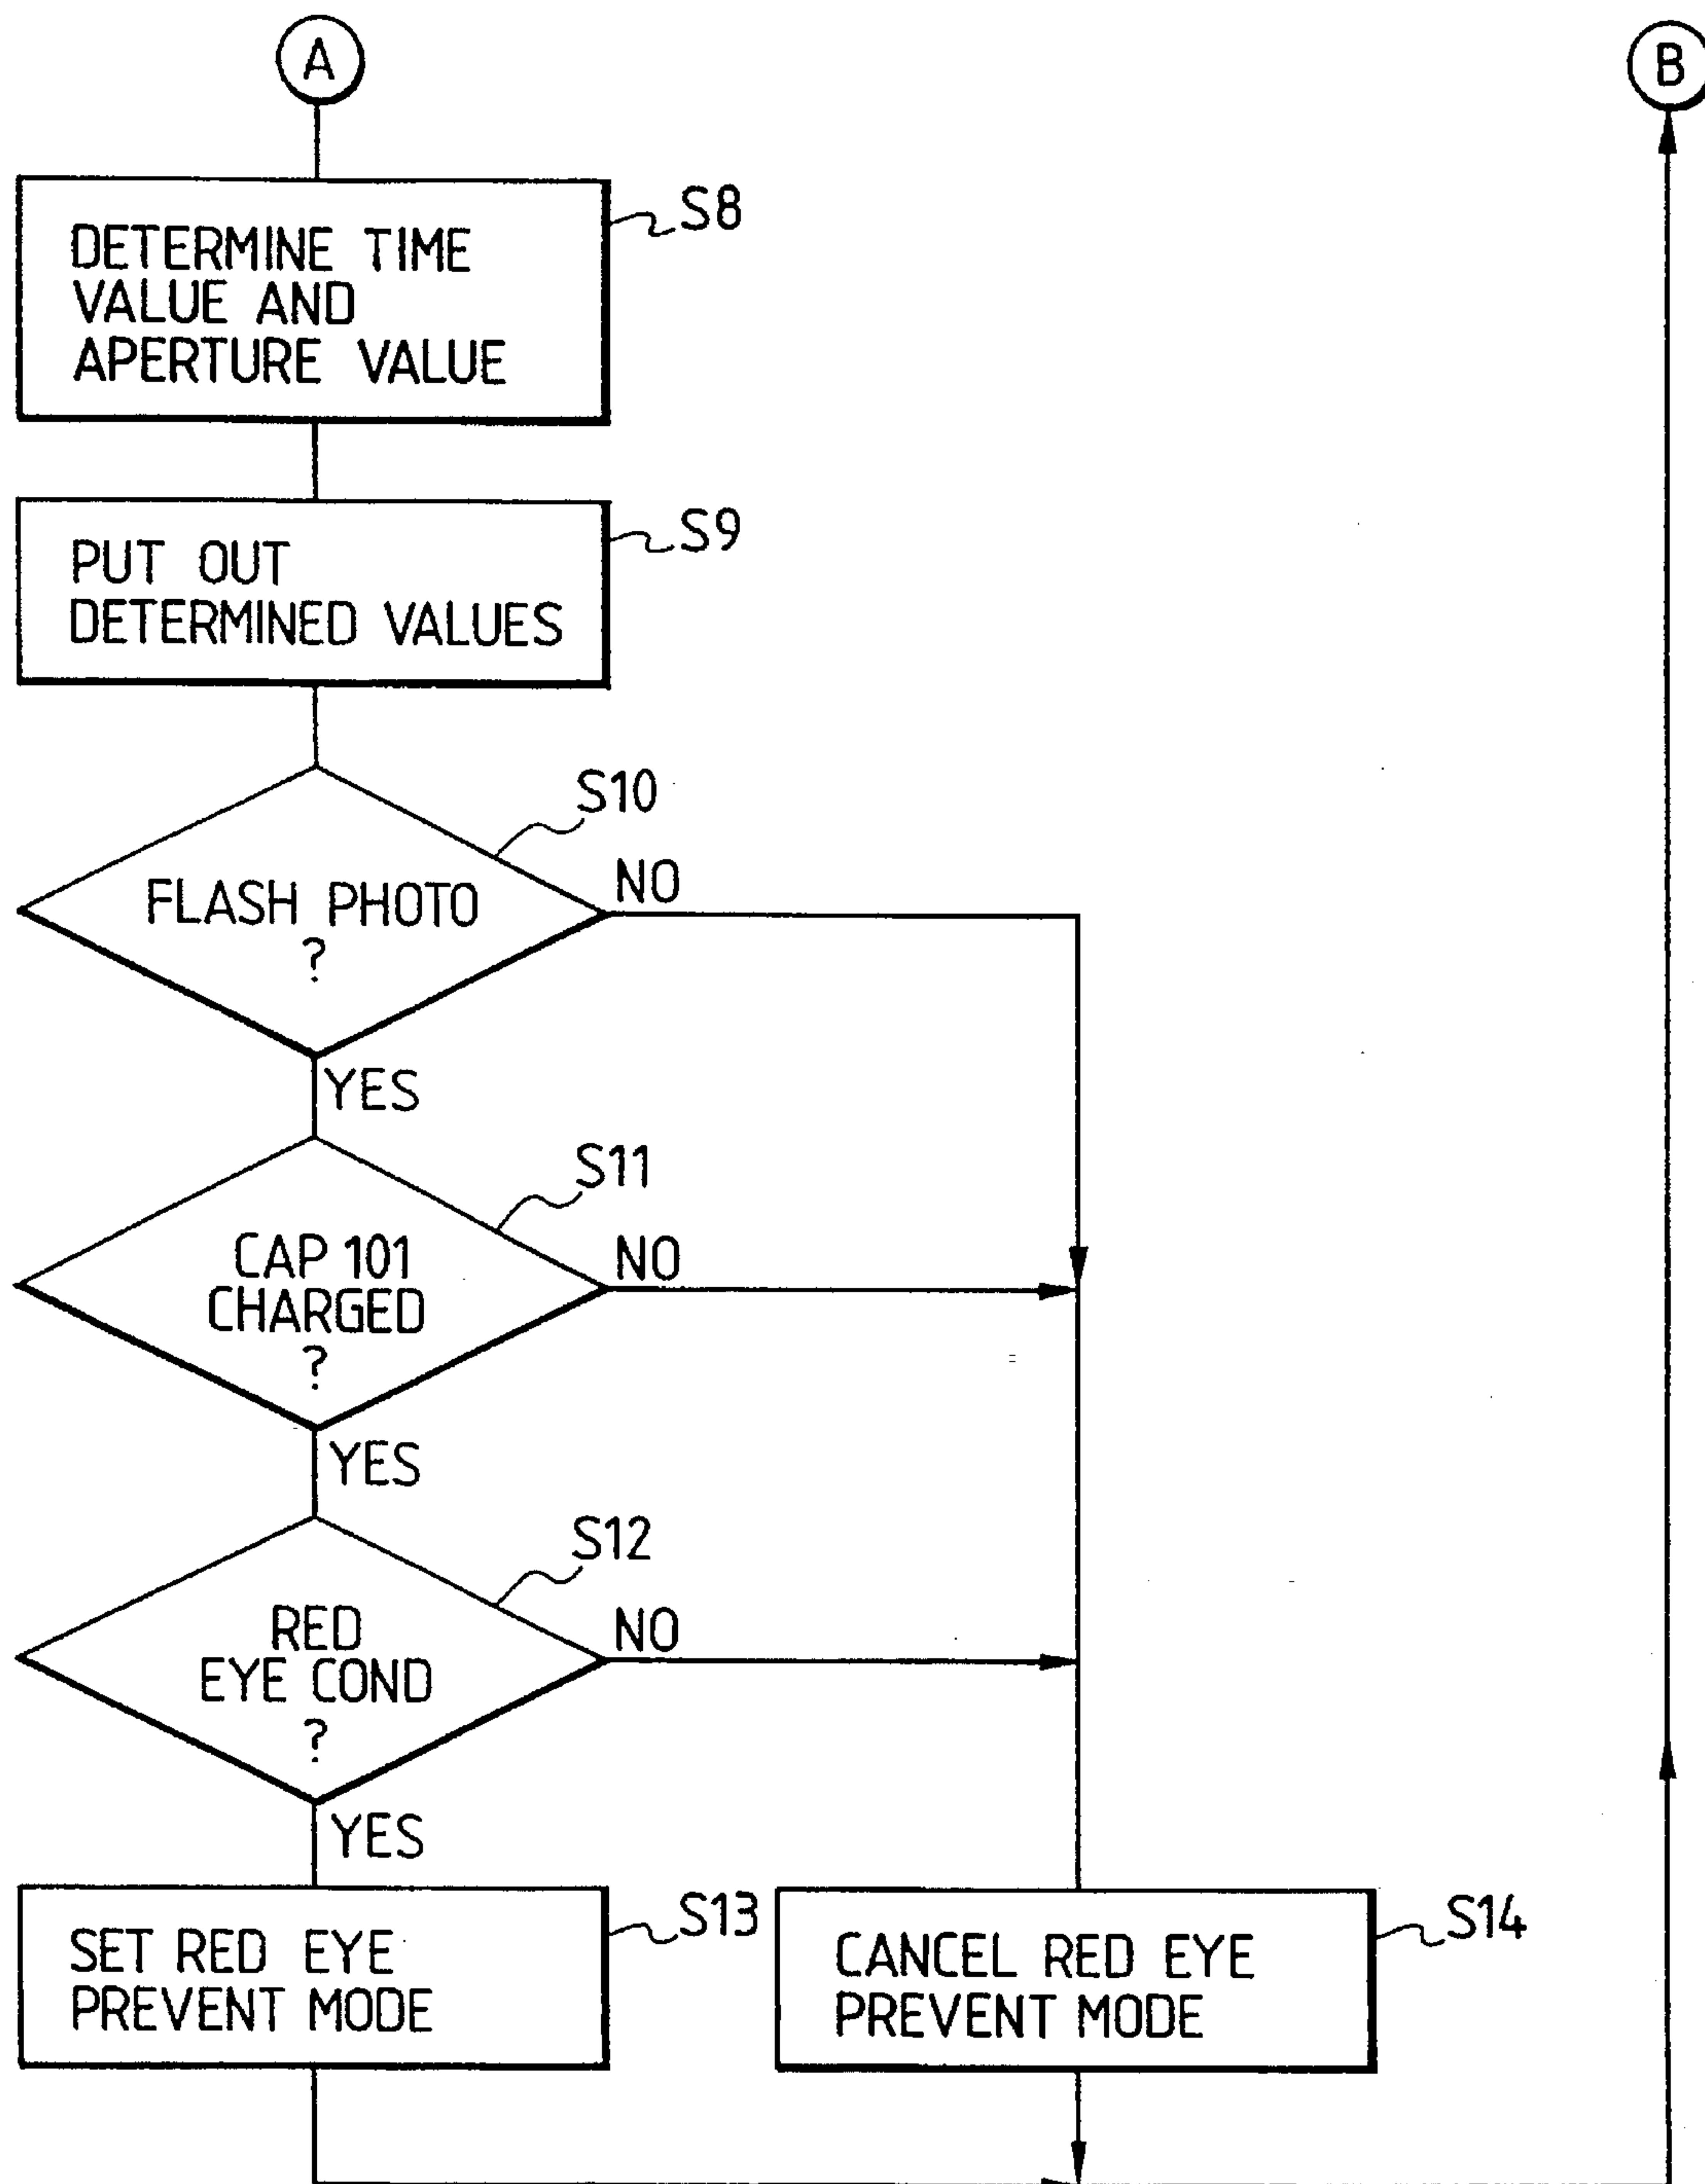 A
B
S8
DETERMINE TIME
VALUE AND
APERTURE VALUE
S9
PUT OUT
DETERMINED VALUES
S10
FLASH PHOTO
?
NO
YES
S11
CAP 101
CHARGED
?
NO
YES
S12
RED
EYE COND
?
NO
YES
S13
SET RED EYE
PREVENT MODE
S14
CANCEL RED EYE
PREVENT MODE